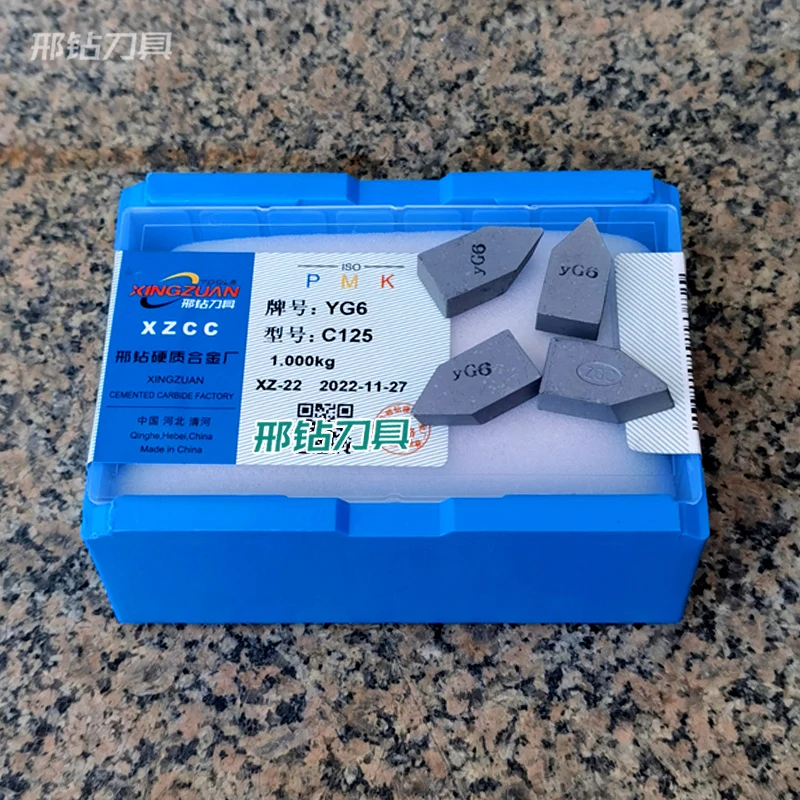 邢钻刀具
TOOLS
XINGZUAN
邢钻刀具
XZCC
邢钻硬质合金厂
XINGZUAN
CEMENTED CARBIDE FACTORY
中国 河北 清河
Qinghe,Hebei,China
Made in China
ISO
P M K
牌号: YG6
型号: C125
1.000kg
XZ-22 2022-11-27
邢钻刀具
yG6
yG6
yG6